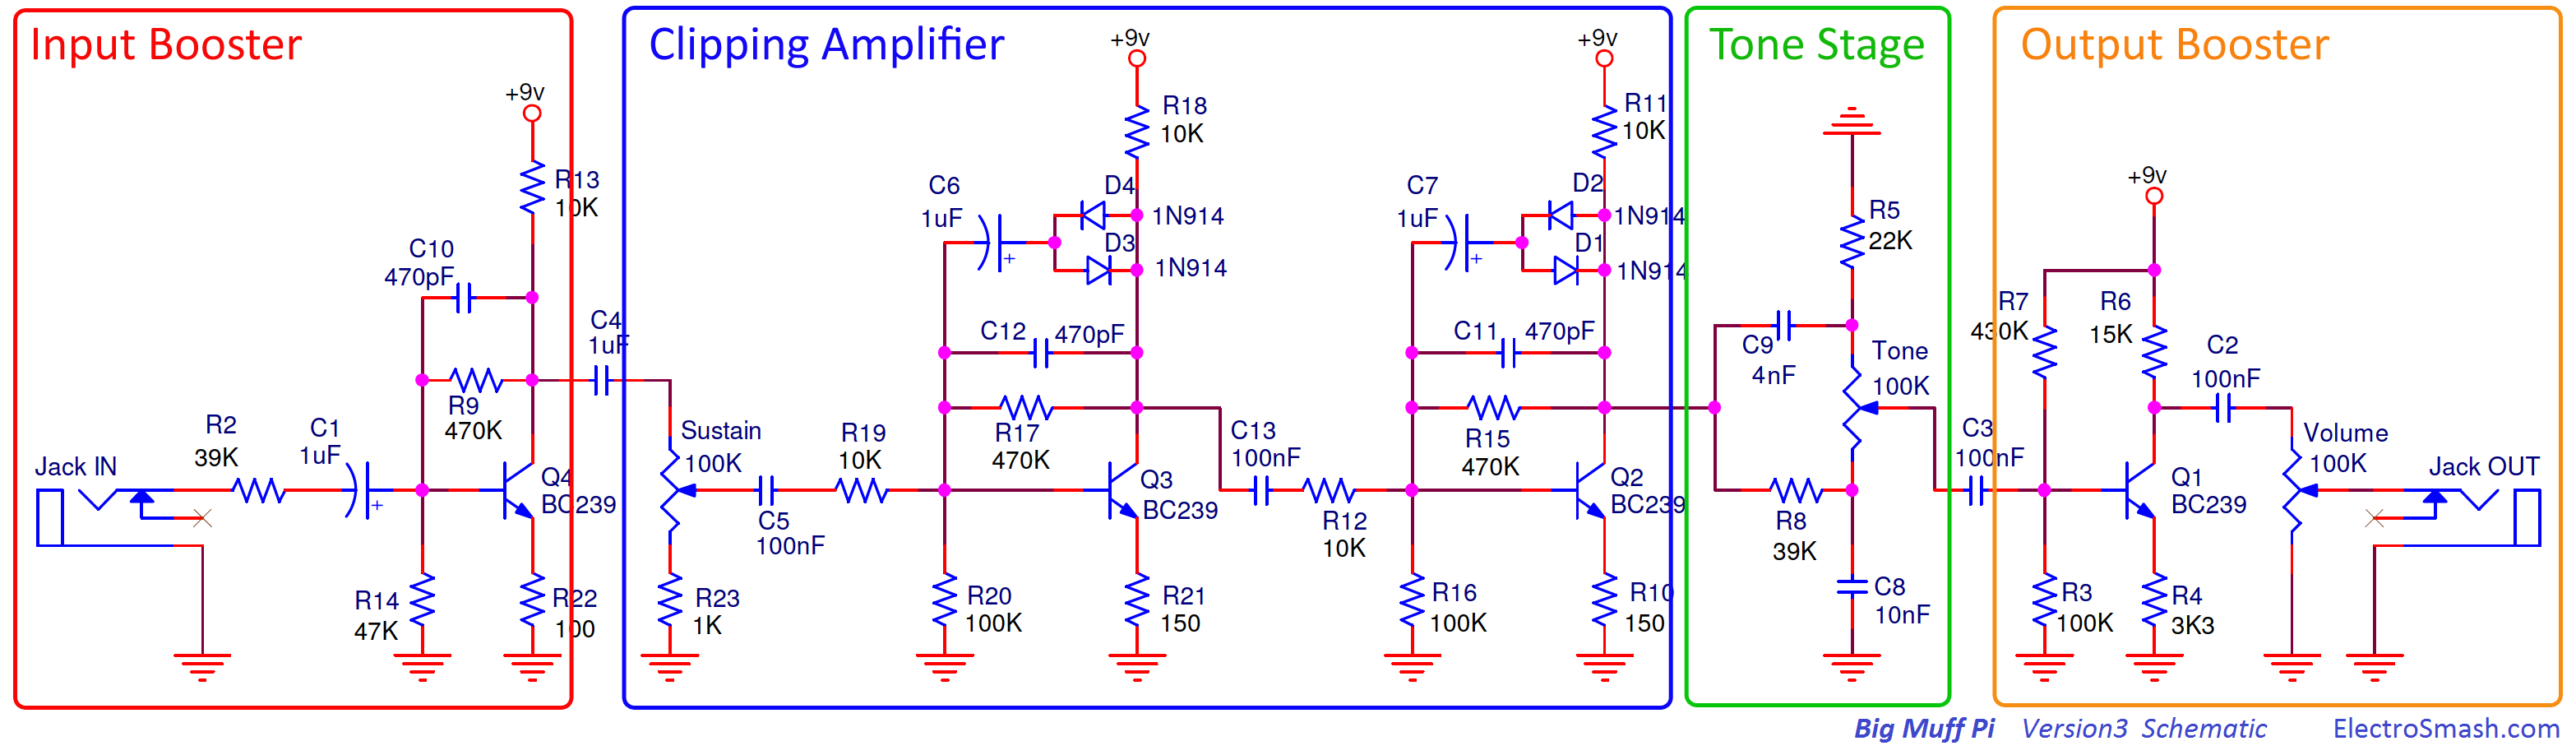 Input Booster
+9v
R13
10K
C10
470pF
R9
470K
R2
39K
C1
1uF
+
Jack IN
Q4
BC239
R14
47K
R22
100
C4
1uF
Clipping Amplifier
+9v
R18
10K
C6
1uF
+
D4
1N914
D3
1N914
C12
470pF
R17
470K
Sustain
100K
C5
100nF
R19
10K
Q3
BC239
R23
1K
R20
100K
R21
150
C13
100nF
R12
10K
+9v
R11
10K
C7
1uF
+
D2
1N914
D1
1N914
C11
470pF
R15
470K
Q2
BC239
R16
100K
R10
150
Tone Stage
R5
22K
C9
4nF
Tone
100K
R8
39K
C8
10nF
C3
100nF
Output Booster
+9v
R7
430K
R6
15K
C2
100nF
Volume
100K
Jack OUT
Q1
BC239
R3
100K
R4
3K3
Big Muff Pi Version3 Schematic ElectroSmash.com